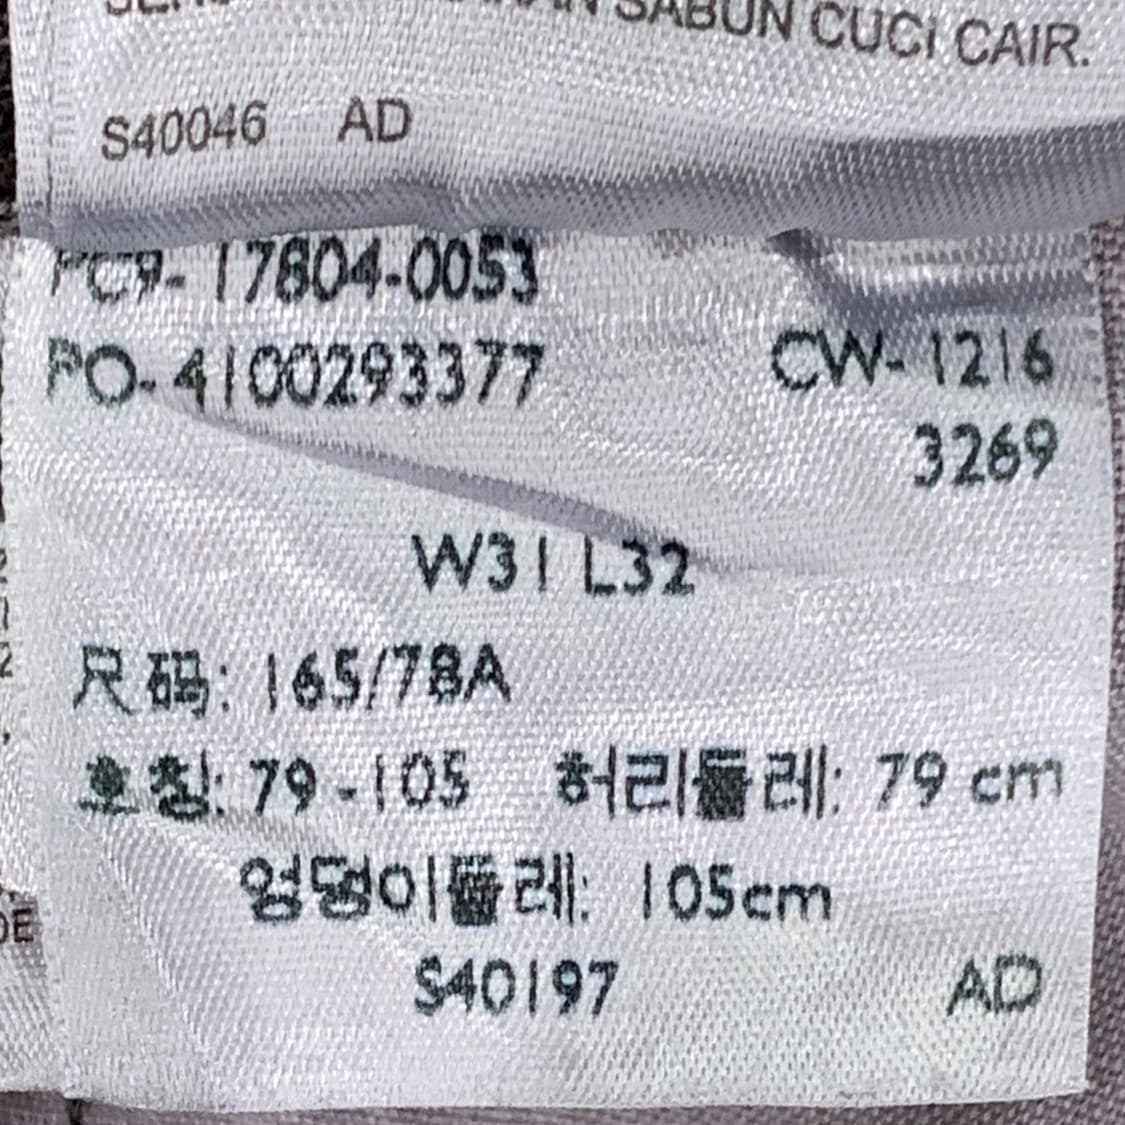 SABUN CUCI CAIR.
S40046 AD
PC9-17804-0053
PO-4100293377 CW-1216
3269
W31 L32
尺码: 165/78A
호칭: 79-105 허리둘레: 79 cm
엉덩이둘레: 105cm
S40197 AD